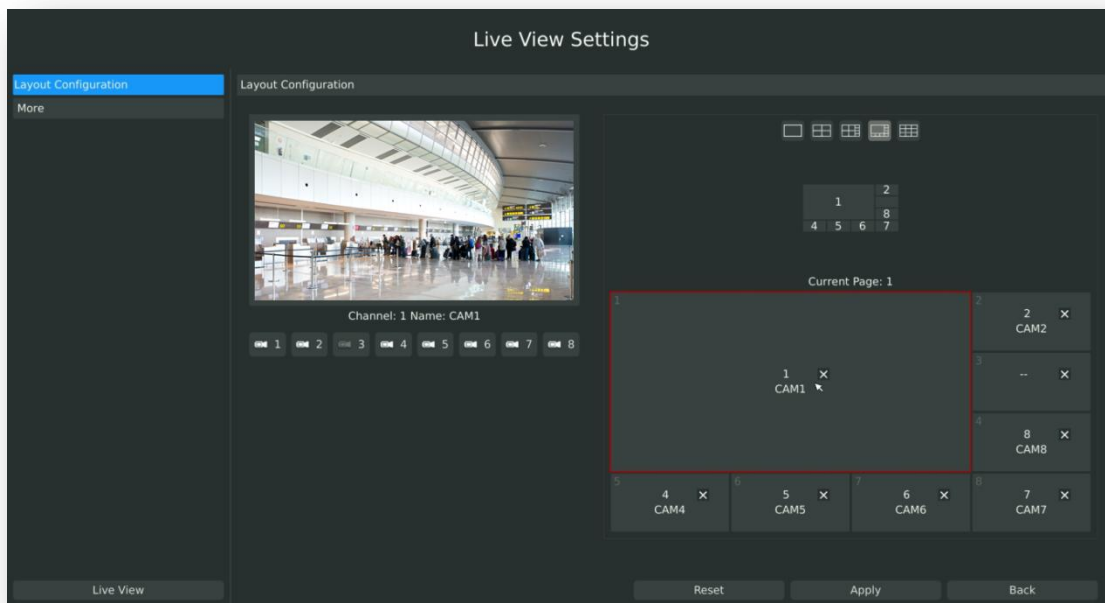 Live View Settings
Layout Configuration
More
Layout Configuration
Channel: 1 Name: CAM1
1 2 3 4 5 6 7 8
1
2
8
4 5 6 7
Current Page: 1
1
1
CAM1
2
2
CAM2
3
--
4
8
CAM8
5
4
CAM4
6
5
CAM5
7
6
CAM6
8
7
CAM7
Live View
Reset
Apply
Back